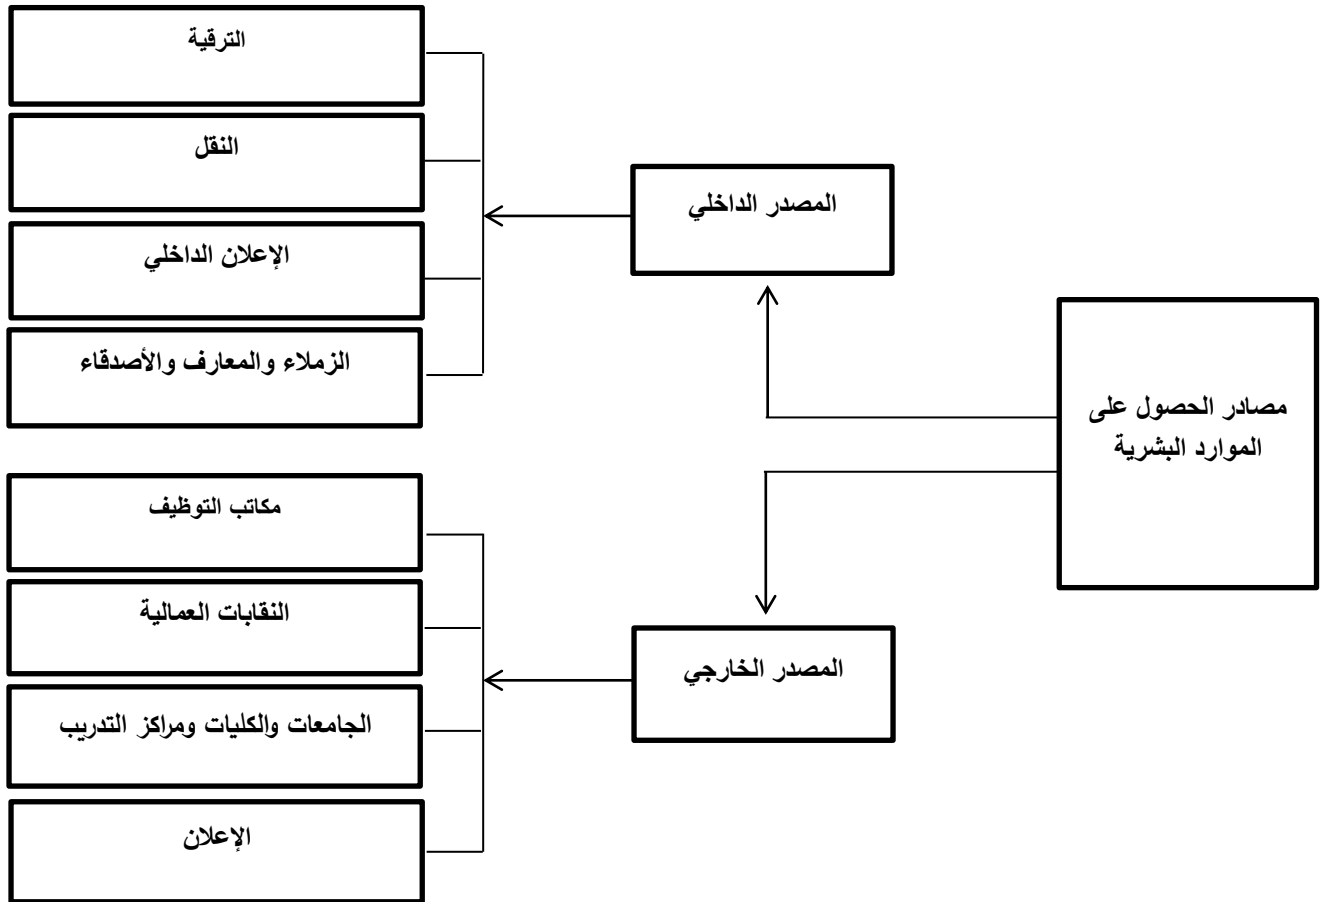 مصادر الحصول على
الموارد البشرية
المصدر الداخلي
الترقية
النقل
الإعلان الداخلي
الزملاء والمعارف والأصدقاء
المصدر الخارجي
مكاتب التوظيف
النقابات العمالية
الجامعات والكليات ومراكز التدريب
الإعلان